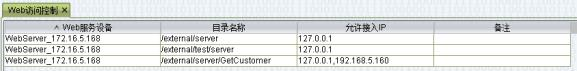 Web访问控制
Web服务设备 目录名称 允许接入IP 备注
WebServer_172.16.5.168 /external/server 127.0.0.1
WebServer_172.16.5.168 /external/test/server 127.0.0.1
WebServer_172.16.5.168 /external/server/GetCustomer 127.0.0.1,192.168.5.160